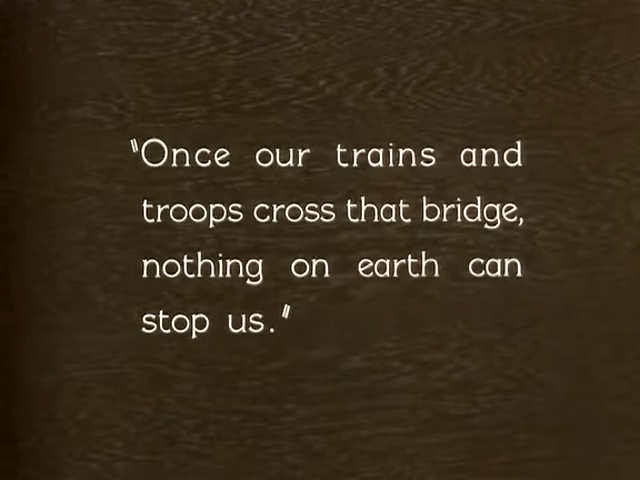 "Once our trains and
troops cross that bridge,
nothing on earth can
stop us."